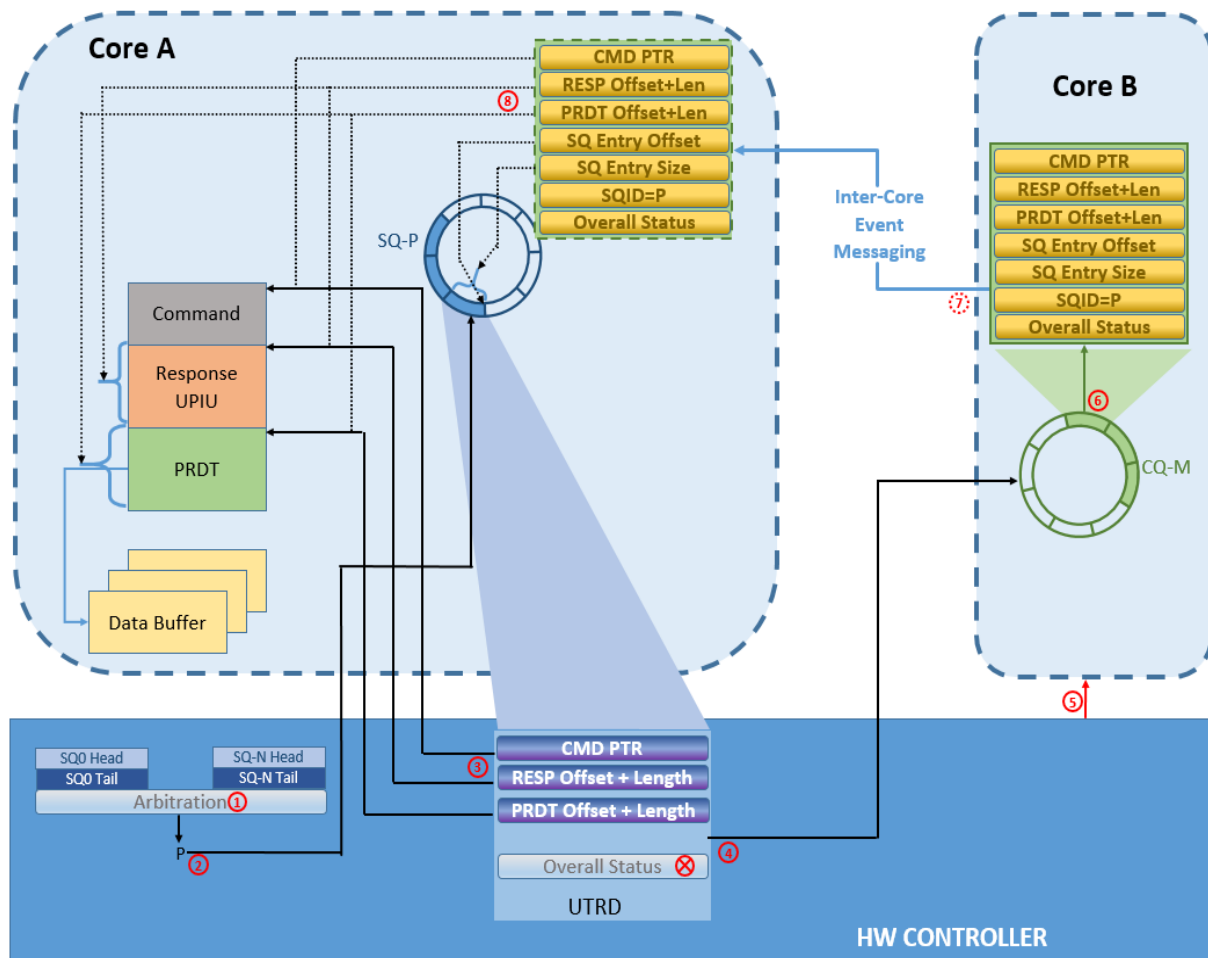 Core A
CMD PTR
RESP Offset+Len
8
PRDT Offset+Len
SQ Entry Offset
SQ Entry Size
SQID=P
Overall Status
SQ-P
Command
Response
UPIU
PRDT
Data Buffer
Inter-Core
Event
Messaging
7
Core B
CMD PTR
RESP Offset+Len
PRDT Offset+Len
SQ Entry Offset
SQ Entry Size
SQID=P
Overall Status
6
CQ-M
5
SQ0 Head
SQ0 Tail
SQ-N Head
SQ-N Tail
Arbitration 1
P 2
3
CMD PTR
RESP Offset + Length
PRDT Offset + Length
4
Overall Status
UTRD
HW CONTROLLER